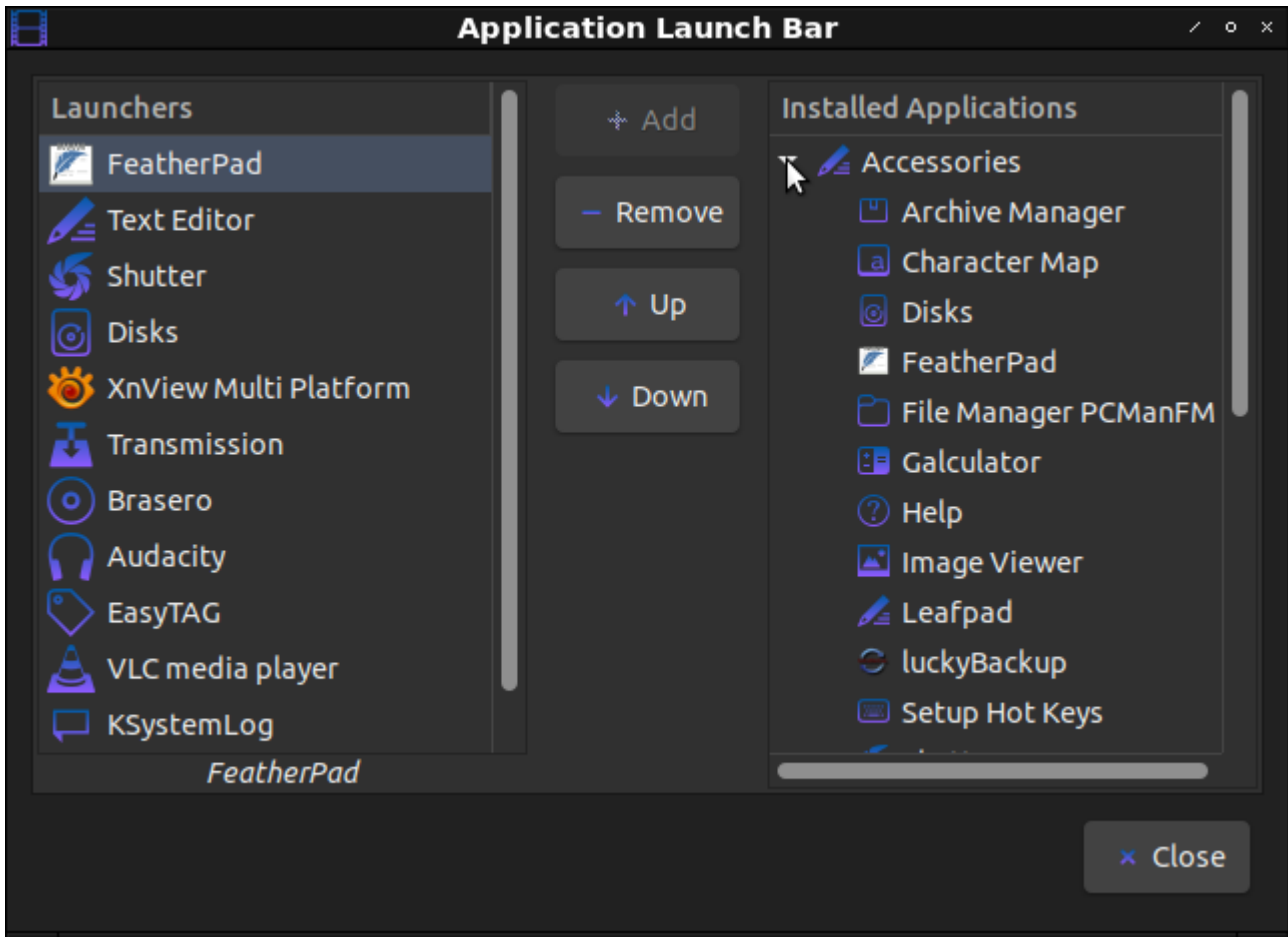 Application Launch Bar
Launchers
FeatherPad
Text Editor
Shutter
Disks
XnView Multi Platform
Transmission
Brasero
Audacity
EasyTAG
VLC media player
KSystemLog
FeatherPad
Add
Remove
Up
Down
Installed Applications
Accessories
Archive Manager
Character Map
Disks
FeatherPad
File Manager PCManFM
Galculator
Help
Image Viewer
Leafpad
luckyBackup
Setup Hot Keys
Close